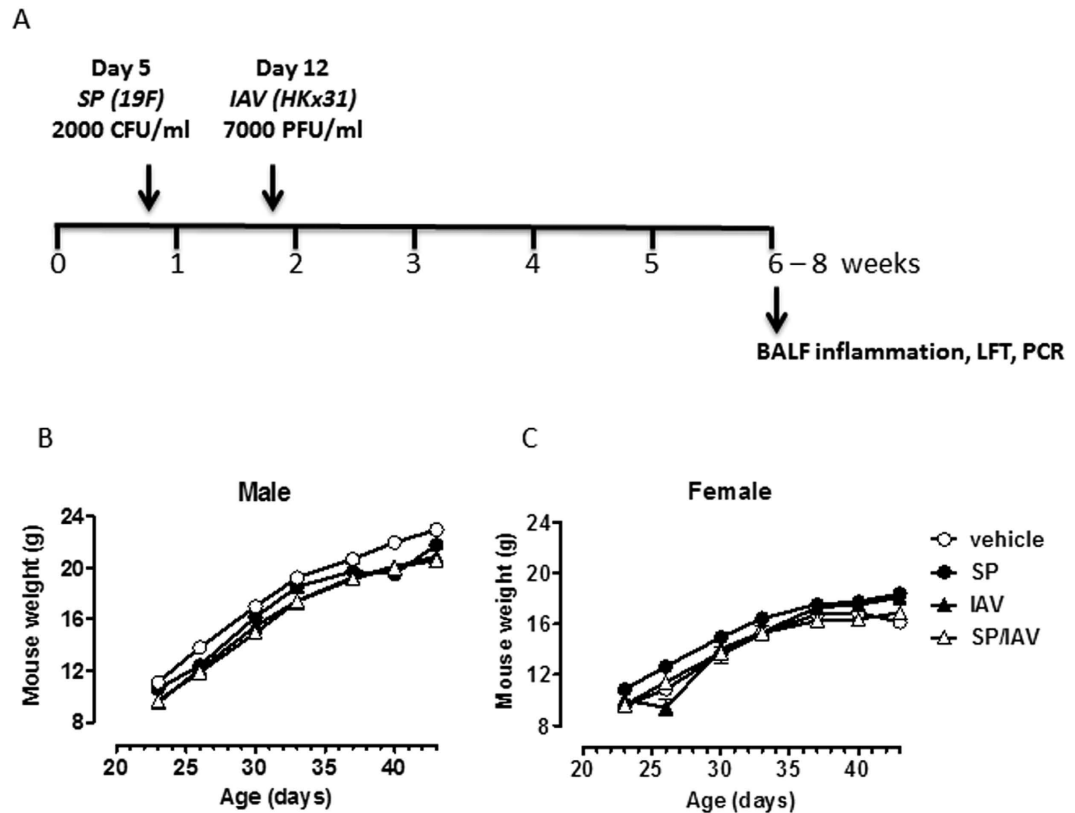 A
Day 5
SP (19F)
2000 CFU/ml
Day 12
IAV (HKx31)
7000 PFU/ml
0 1 2 3 4 5 6 – 8 weeks
BALF inflammation, LFT, PCR
B
Male
Mouse weight (g)
24
20
16
12
8
20 25 30 35 40
Age (days)
C
Female
Mouse weight (g)
24
20
16
12
8
20 25 30 35 40
Age (days)
vehicle
SP
IAV
SP/IAV